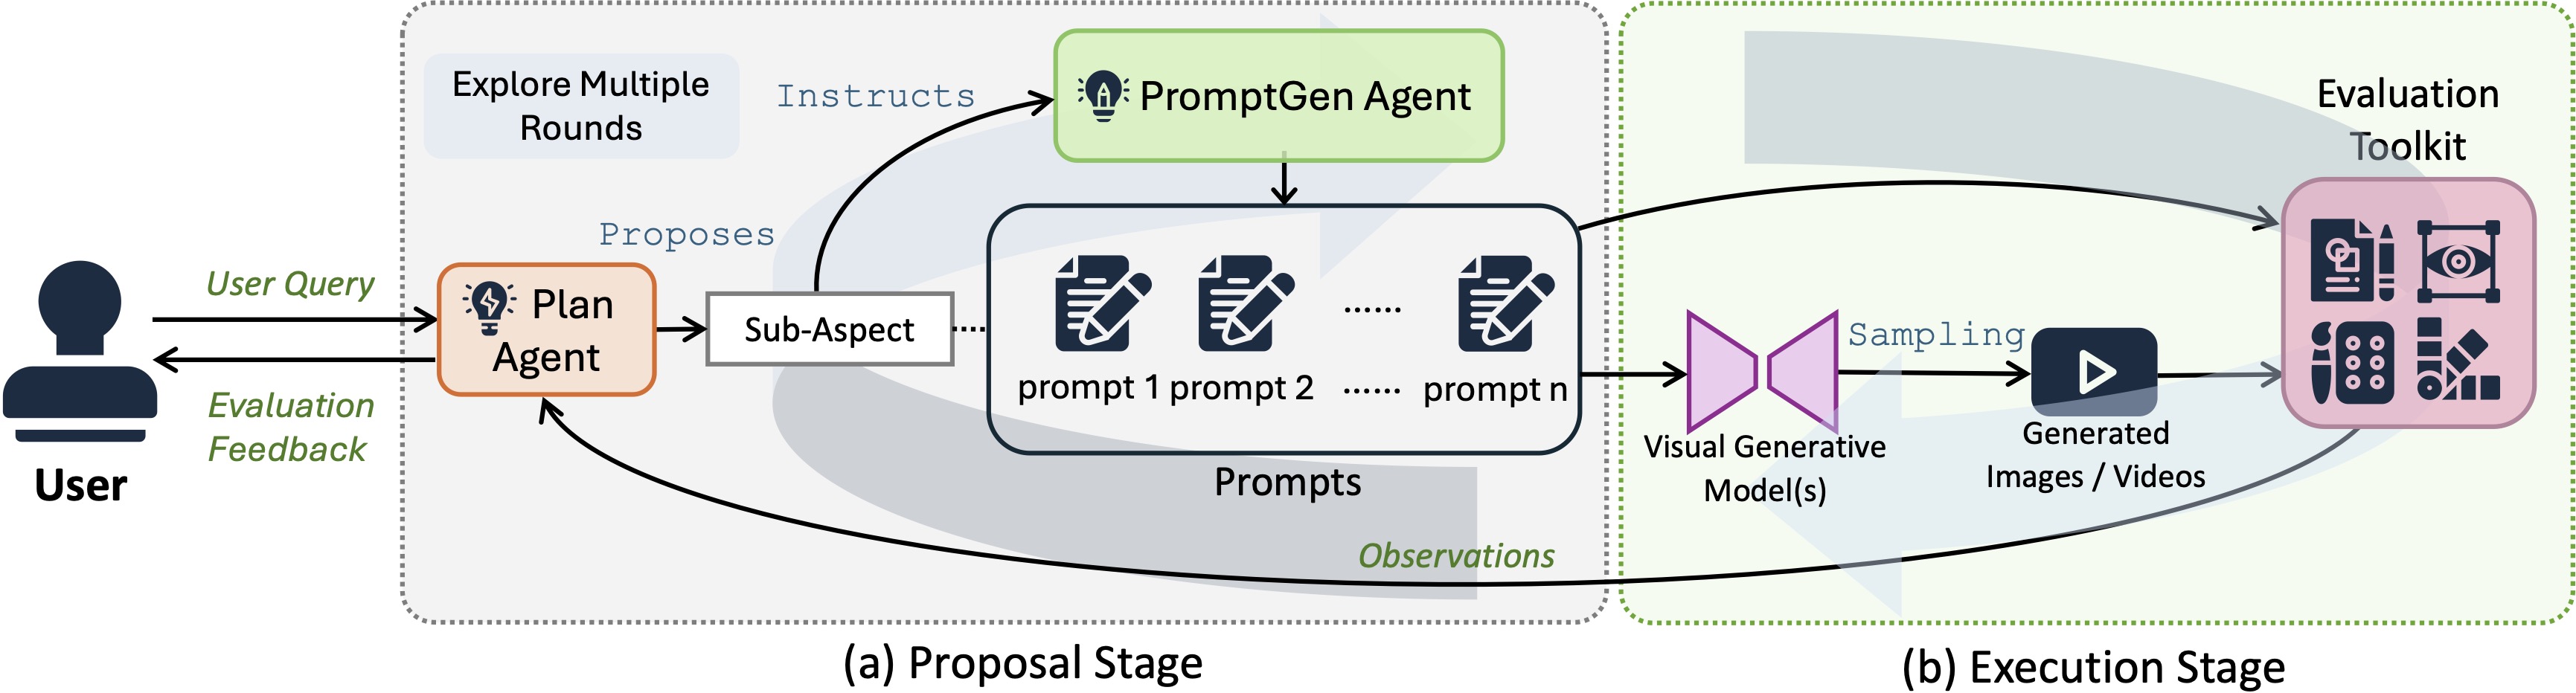 Explore Multiple
Rounds
Instructs
PromptGen Agent
Proposes
User Query
Evaluation
Feedback
User
Plan
Agent
Sub-Aspect
......
prompt 1
prompt 2
......
prompt n
Prompts
Observations
(a) Proposal Stage
Evaluation
Toolkit
Sampling
Visual Generative
Model(s)
Generated
Images / Videos
(b) Execution Stage